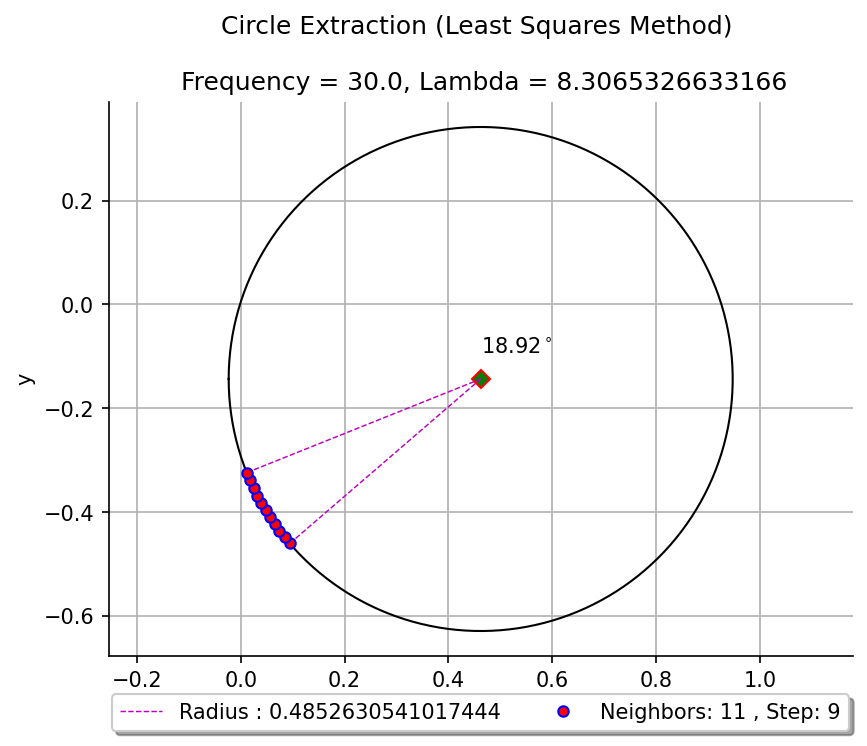 Circle Extraction (Least Squares Method)
Frequency = 30.0, Lambda = 8.3065326633166
0.2
0.0
18.92°
y
−0.2
−0.4
−0.6
−0.2 0.0 0.2 0.4 0.6 0.8 1.0
Radius : 0.4852630541017444 Neighbors: 11 , Step: 9